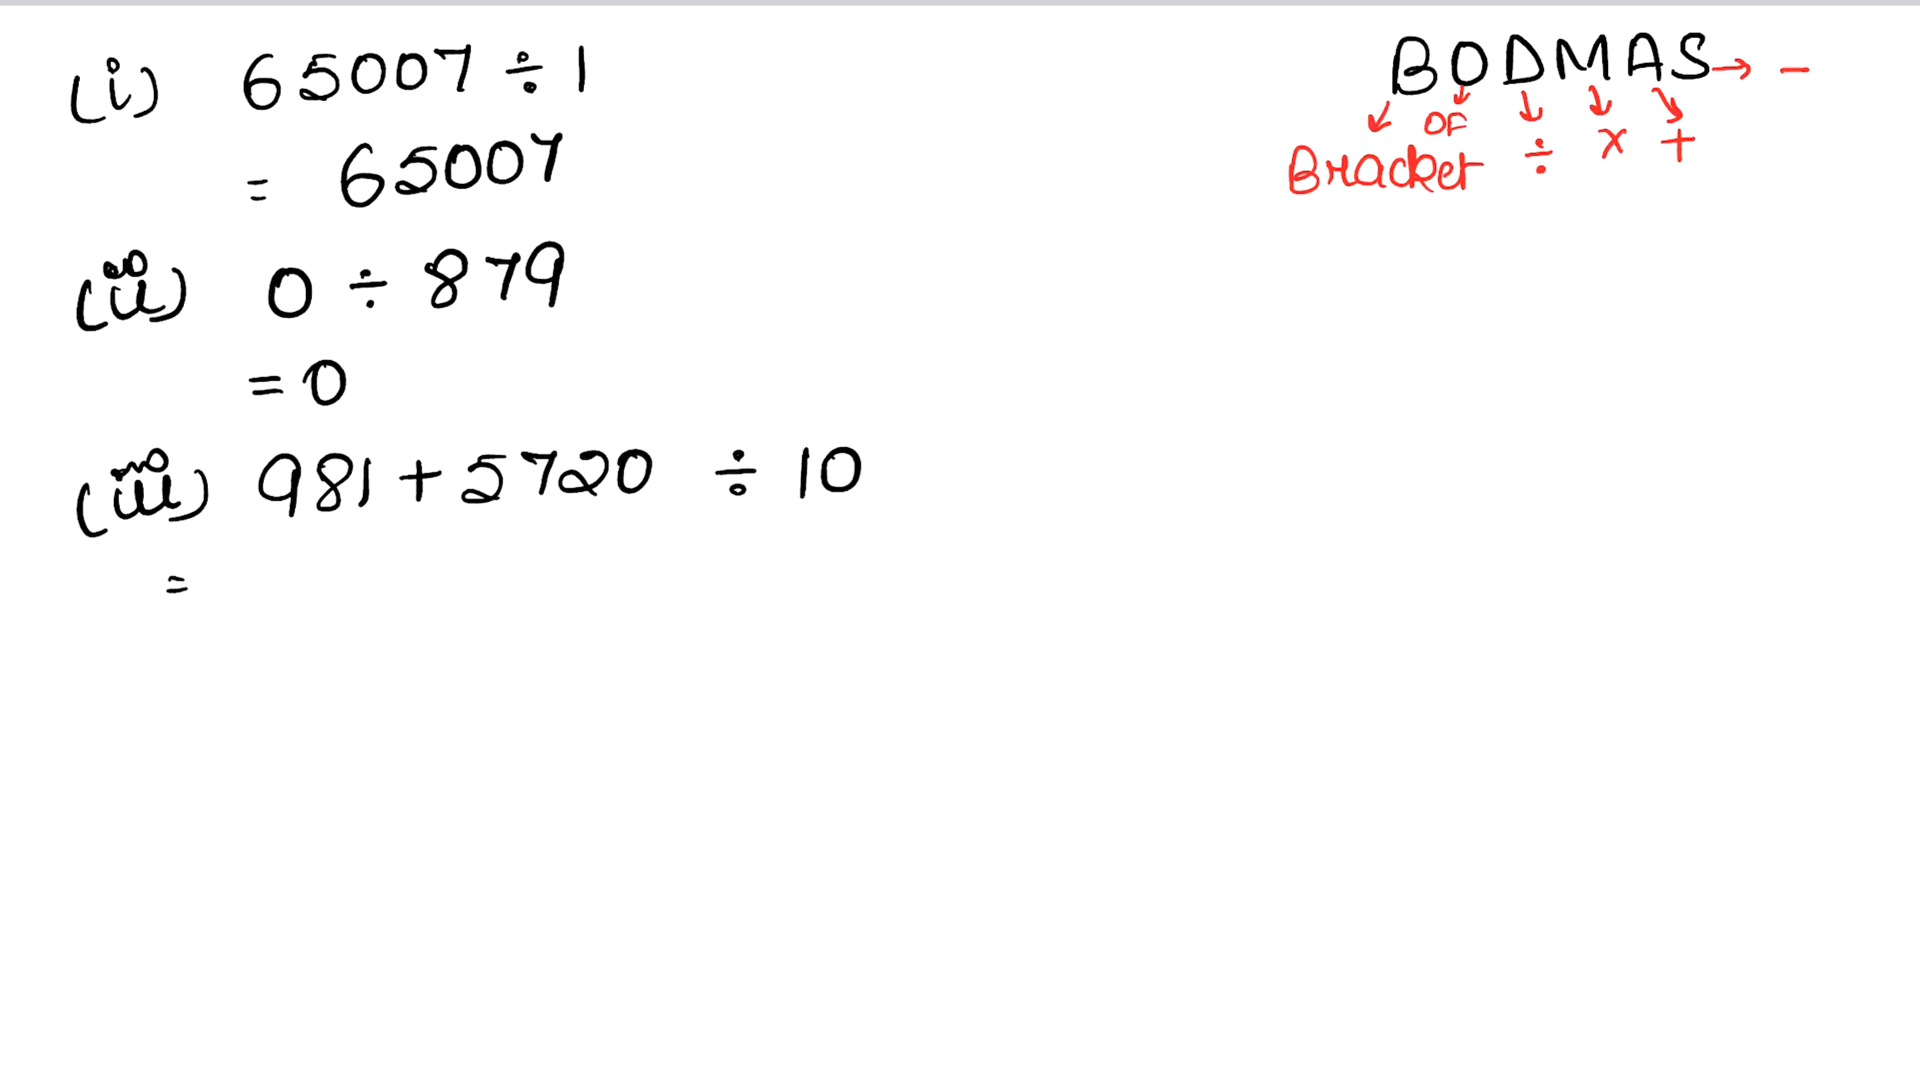 (i) 65007 ÷ 1
= 65007
(ii) 0 ÷ 879
= 0
(iii) 981 + 5720 ÷ 10
=
BODMAS → -
↙ ↓ ↓ ↓ ↘
OF
Bracket ÷ × +